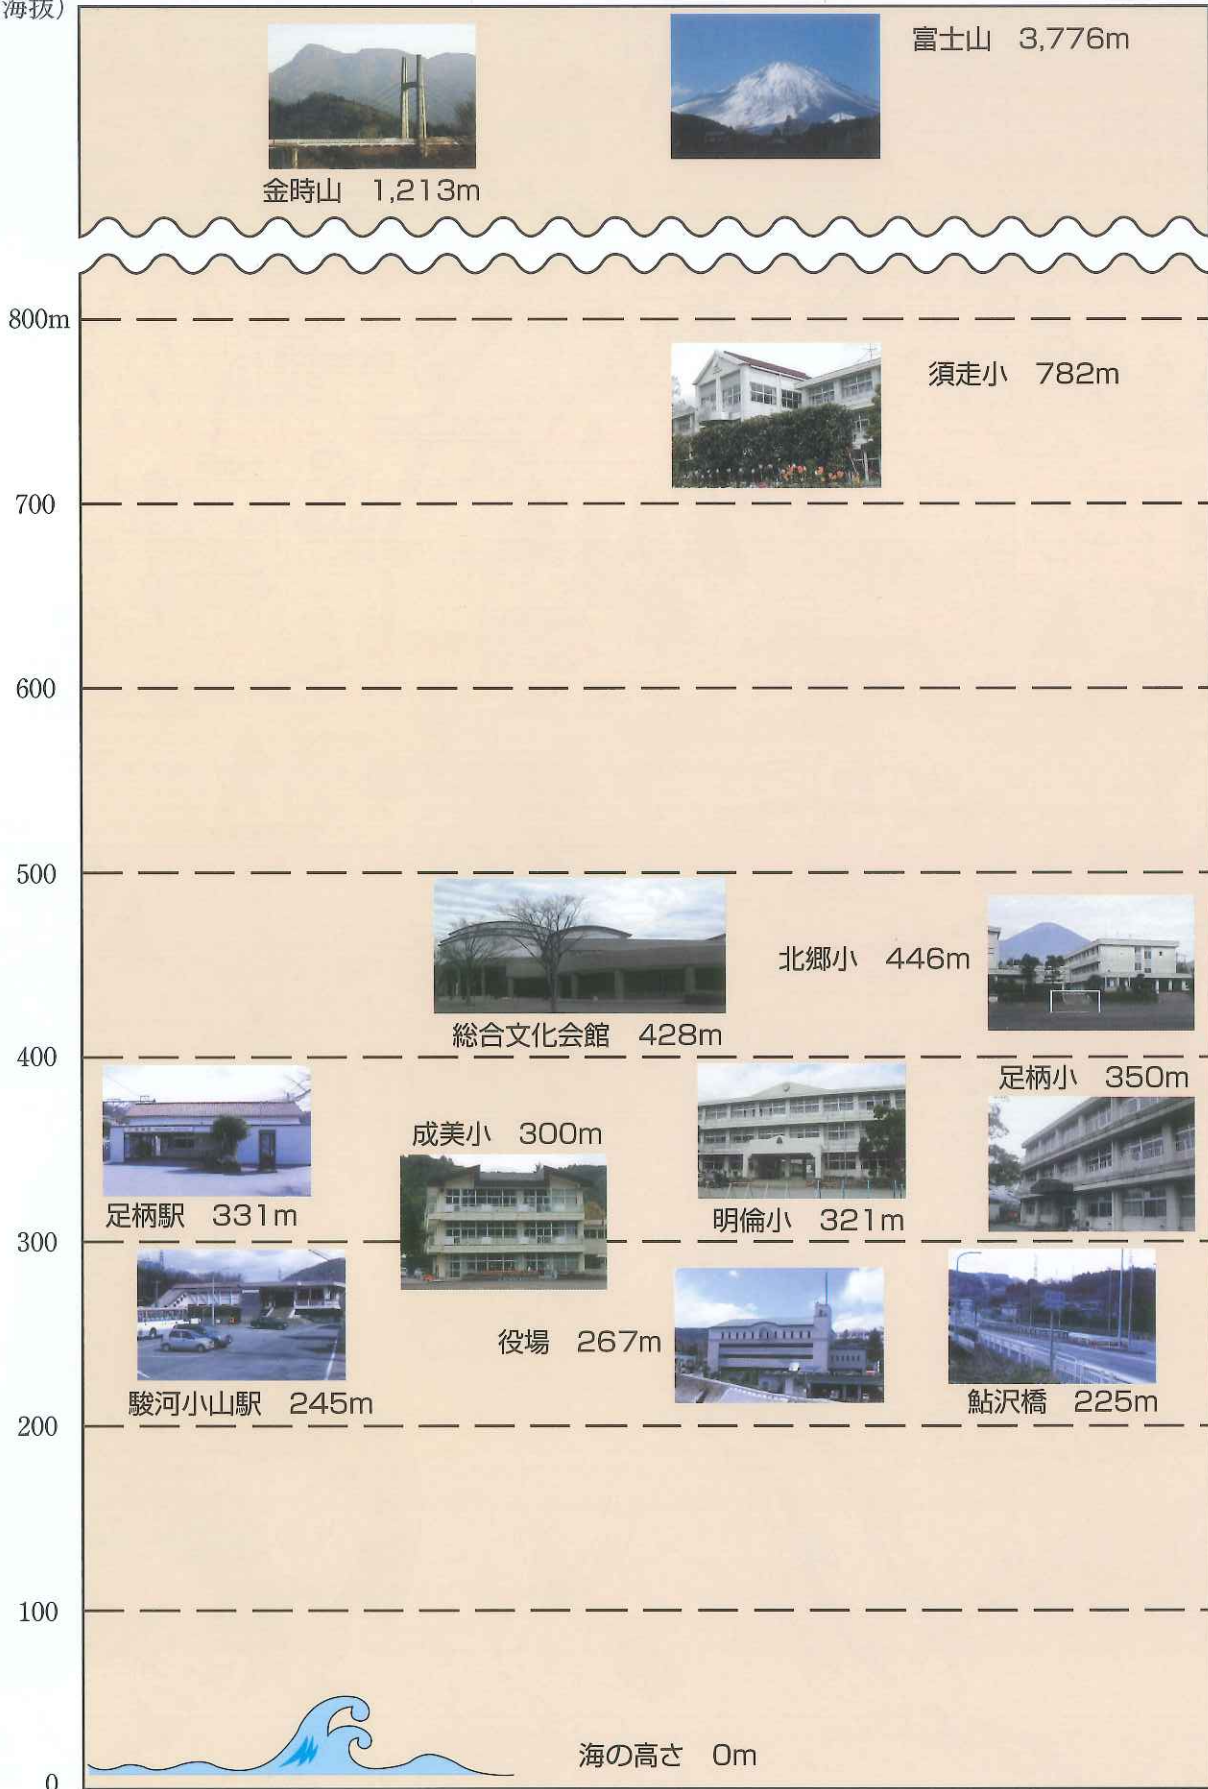 海抜）
富士山　3,776m
金時山　1,213m
800m
須走小　782m
700
600
500
北郷小　446m
総合文化会館　428m
400
足柄小　350m
成美小　300m
足柄駅　331m
明倫小　321m
300
役場　267m
駿河小山駅　245m
鮎沢橋　225m
200
100
海の高さ　0m
0